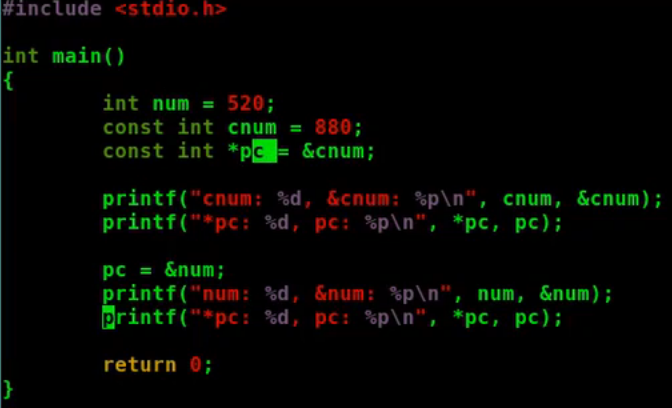 #include <stdio.h>
int main()
{
int num = 520;
const int cnum = 880;
const int *pc = &cnum;
printf("cnum: %d, &cnum: %p\n", cnum, &cnum);
printf("*pc: %d, pc: %p\n", *pc, pc);
pc = &num;
printf("num: %d, &num: %p\n", num, &num);
printf("*pc: %d, pc: %p\n", *pc, pc);
return 0;
}